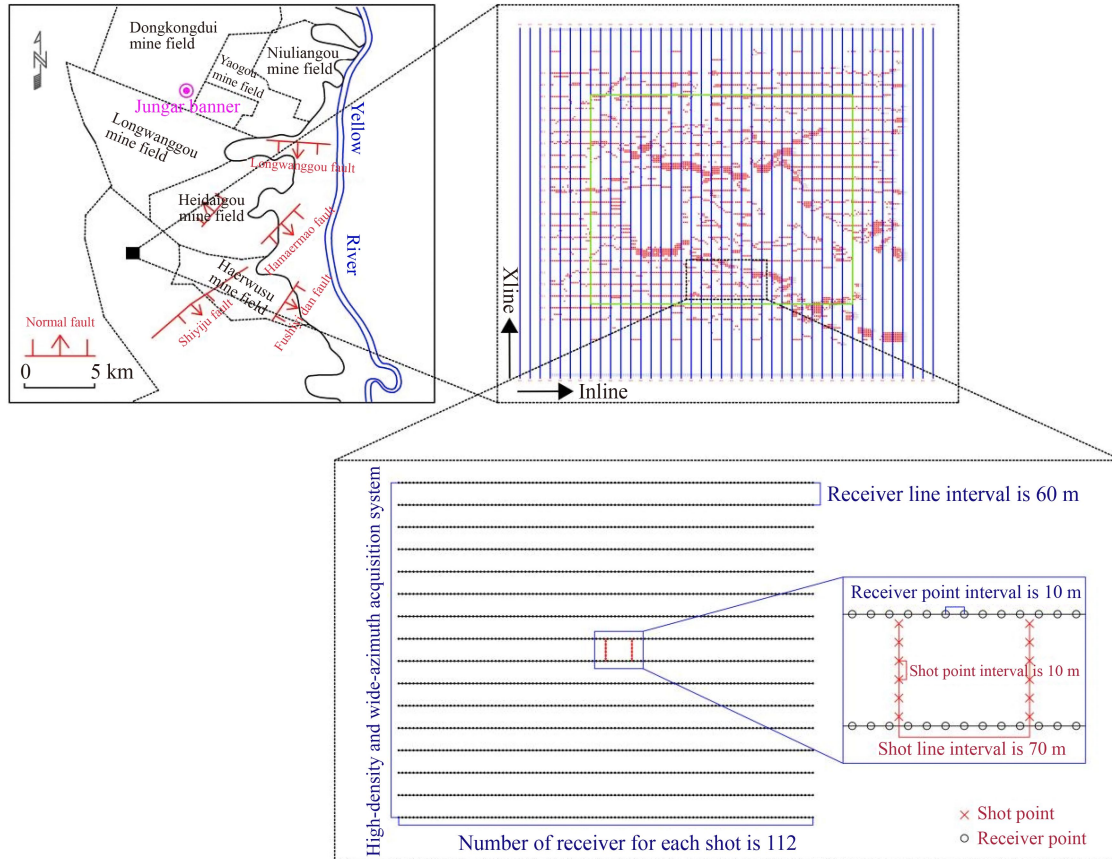 Dongkongdui
mine field
Niuliangou
mine field
Yaogou
mine field
Jungar banner
Longwanggou
mine field
Yellow
River
Longwanggou fault
Heidaigou
mine field
Hamaermao fault
Haerwusu
mine field
Shiyiju fault
dan fault
Normal fault
0 5 km
Xline
Inline
High-density and wide-azimuth acquisition system
Receiver line interval is 60 m
Receiver point interval is 10 m
Shot point interval is 10 m
Shot line interval is 70 m
Number of receiver for each shot is 112
Shot point
Receiver point